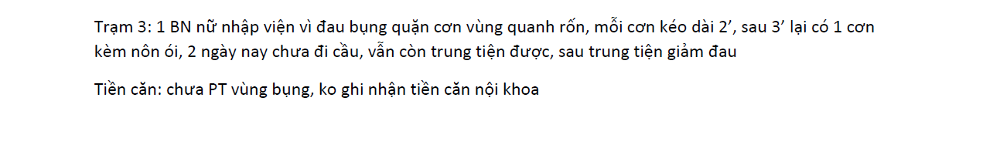 Trạm 3: 1 BN nữ nhập viện vì đau bụng quặn cơn vùng quanh rốn, mỗi cơn kéo dài 2’, sau 3’ lại có 1 cơn
kèm nôn ói, 2 ngày nay chưa đi cầu, vẫn còn trung tiện được, sau trung tiện giảm đau
Tiền căn: chưa PT vùng bụng, ko ghi nhận tiền căn nội khoa